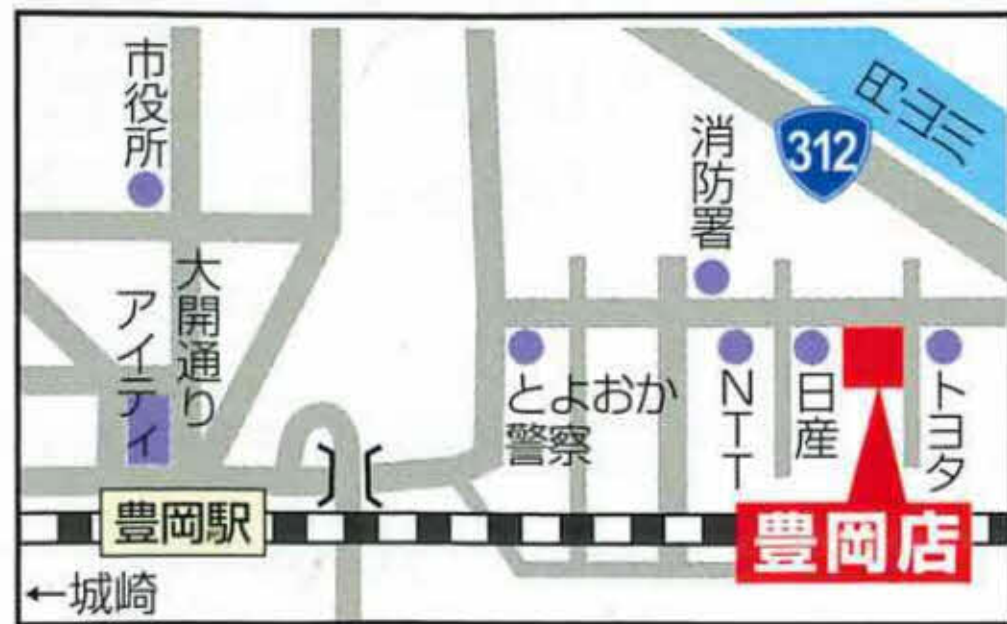 市役所
大開通り
アイティ
豊岡駅
←城崎
とよおか
警察
消防署
312
円山川
NTT
日産
トヨタ
豊岡店